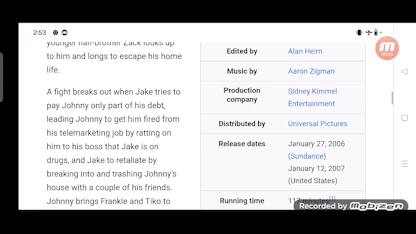 2:53
younger half-brother Zack looks up
to him and longs to escape his home
life.
A fight breaks out when Jake tries to
pay Johnny only part of his debt,
leading Johnny to get him fired from
his telemarketing job by ratting on
him to his boss that Jake is on
drugs, and Jake to retaliate by
breaking into and trashing Johnny's
house with a couple of his friends.
Johnny brings Frankie and Tiko to
Edited by Alan Heim
Music by Aaron Zigman
Production Sidney Kimmel
company Entertainment
Distributed by Universal Pictures
Release dates January 27, 2006
(Sundance)
January 12, 2007
(United States)
Running time
Recorded by Mobizen